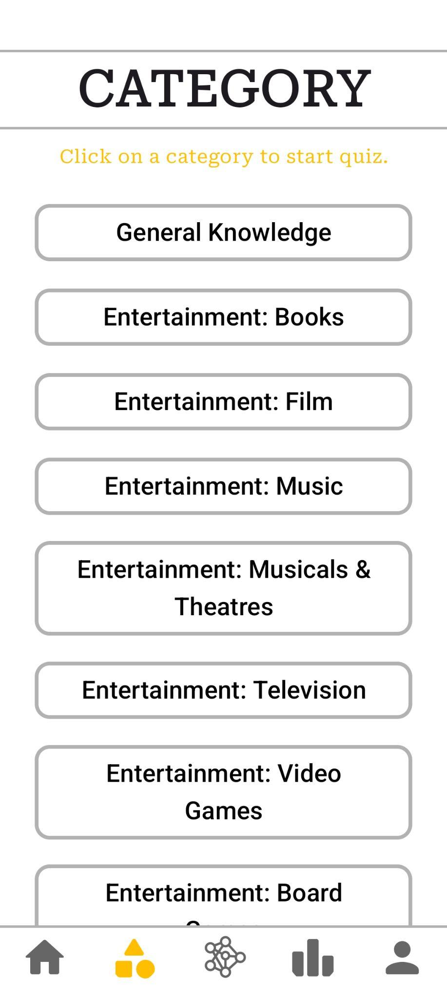 CATEGORY
Click on a category to start quiz.
General Knowledge
Entertainment: Books
Entertainment: Film
Entertainment: Music
Entertainment: Musicals &
Theatres
Entertainment: Television
Entertainment: Video
Games
Entertainment: Board